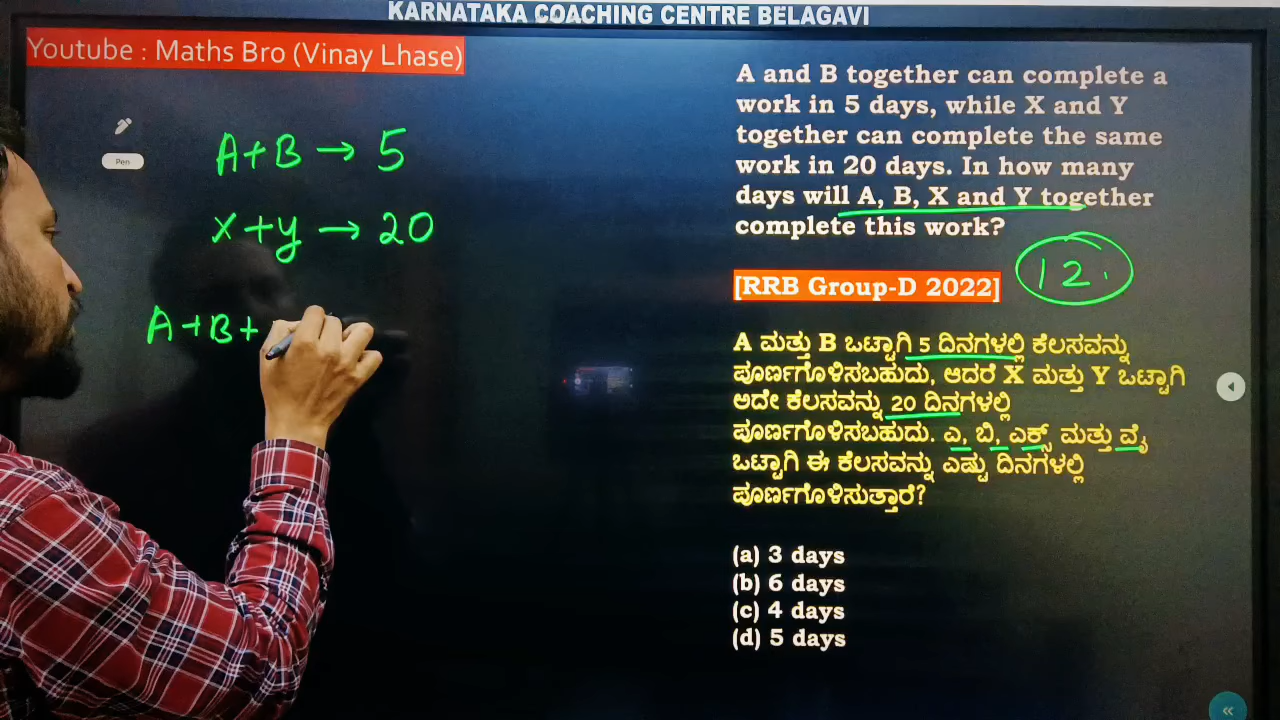 KARNATAKA COACHING CENTRE BELAGAVI
Youtube : Maths Bro (Vinay Lhase)
Pen
A+B → 5
x+y → 20
A+B+
A and B together can complete a
work in 5 days, while X and Y
together can complete the same
work in 20 days. In how many
days will A, B, X and Y together
complete this work?
12.
[RRB Group-D 2022]
A ಮತ್ತು B ಒಟ್ಟಾಗಿ 5 ದಿನಗಳಲ್ಲಿ ಕೆಲಸವನ್ನು
ಪೂರ್ಣಗೊಳಿಸಬಹುದು, ಆದರೆ X ಮತ್ತು Y ಒಟ್ಟಾಗಿ
ಅದೇ ಕೆಲಸವನ್ನು 20 ದಿನಗಳಲ್ಲಿ
ಪೂರ್ಣಗೊಳಿಸಬಹುದು. ಎ, ಬಿ, ಎಕ್ಸ್ ಮತ್ತು ವೈ
ಒಟ್ಟಾಗಿ ಈ ಕೆಲಸವನ್ನು ಎಷ್ಟು ದಿನಗಳಲ್ಲಿ
ಪೂರ್ಣಗೊಳಿಸುತ್ತಾರೆ?
(a) 3 days
(b) 6 days
(c) 4 days
(d) 5 days